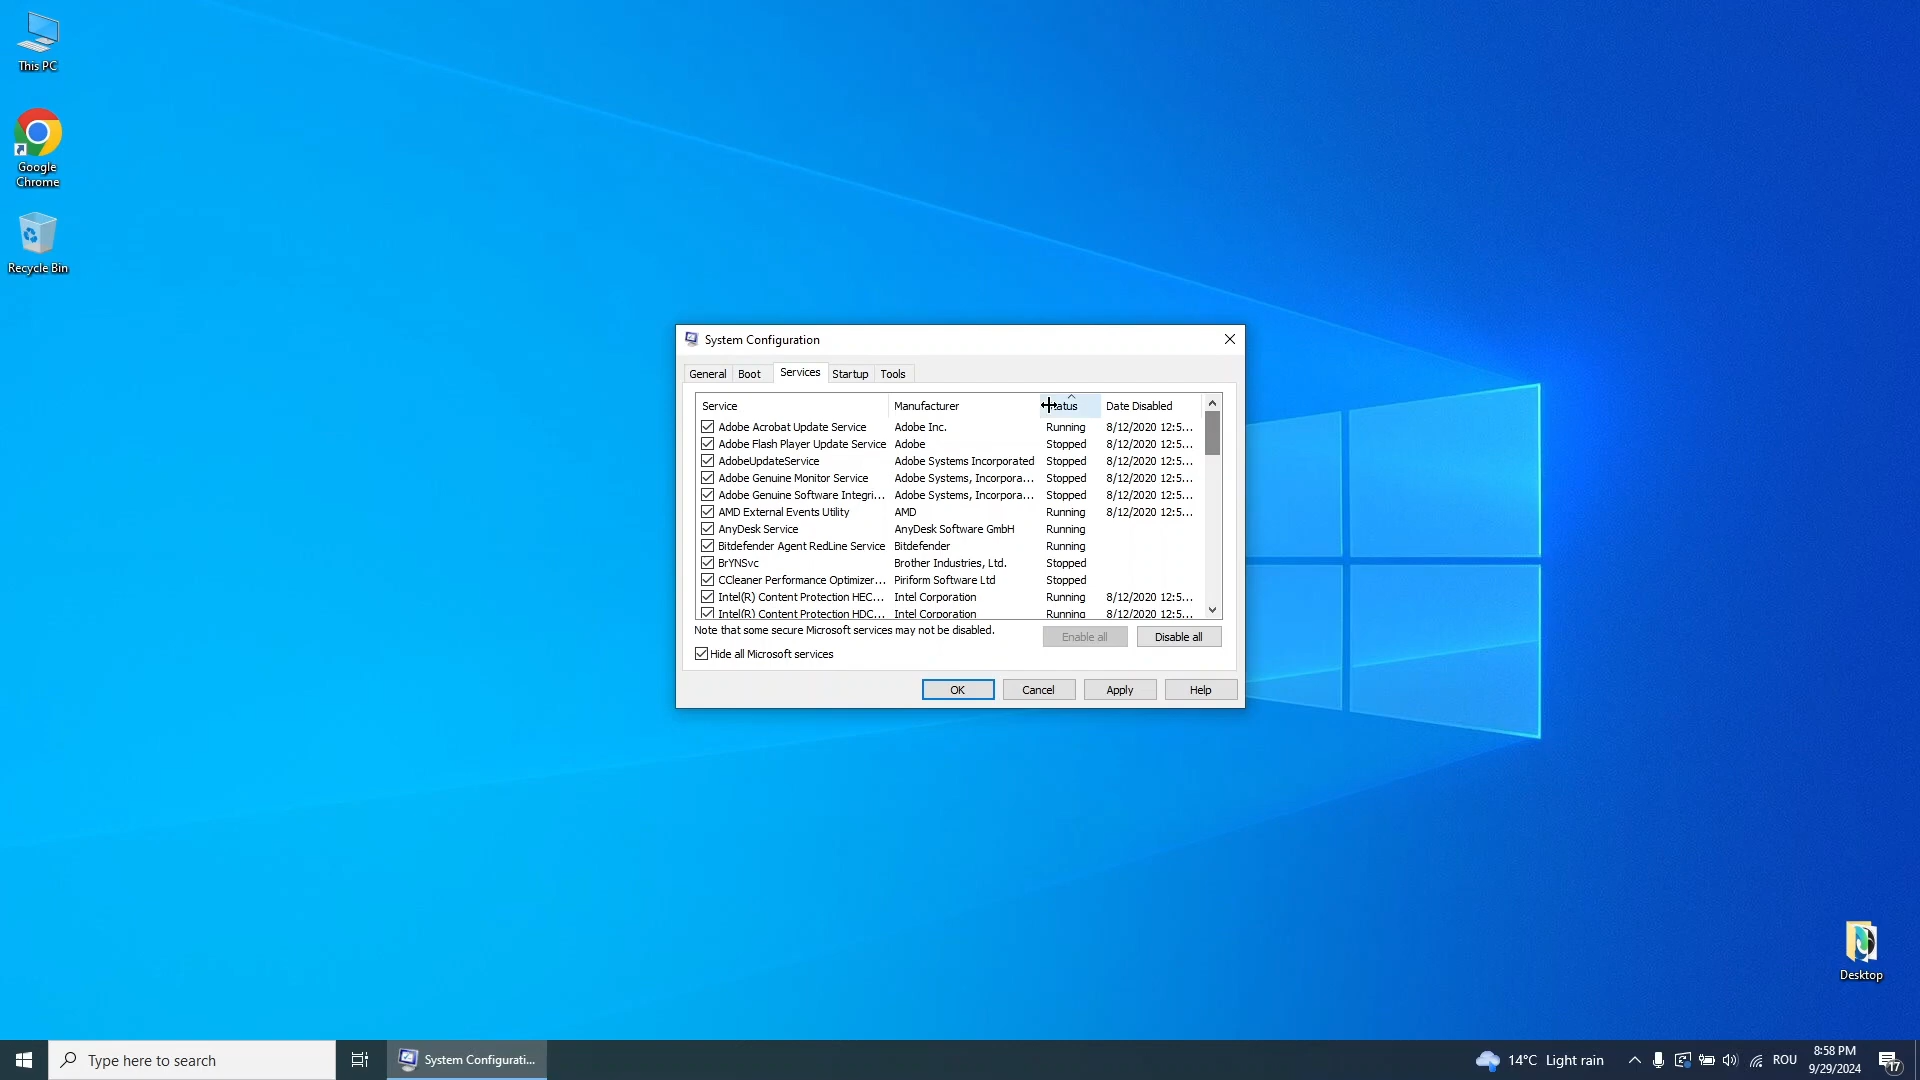 This PC
Google
Chrome
Recycle Bin
System Configuration
General Boot Services Startup Tools
Service Manufacturer Date Disabled
Adobe Acrobat Update Service Adobe Inc. Running 8/12/2020 12:5...
Adobe Flash Player Update Service Adobe Stopped 8/12/2020 12:5...
AdobeUpdateService Adobe Systems Incorporated Stopped 8/12/2020 12:5...
Adobe Genuine Monitor Service Adobe Systems, Incorpora... Stopped 8/12/2020 12:5...
Adobe Genuine Software Integri... Adobe Systems, Incorpora... Stopped 8/12/2020 12:5...
AMD External Events Utility AMD Running 8/12/2020 12:5...
AnyDesk Service AnyDesk Software GmbH Running
Bitdefender Agent RedLine Service Bitdefender Running
BrYNSvc Brother Industries, Ltd. Stopped
CCleaner Performance Optimizer... Piriform Software Ltd Stopped
Intel(R) Content Protection HEC... Intel Corporation Running 8/12/2020 12:5...
Intel(R) Content Protection HDC... Intel Corporation Running 8/12/2020 12:5...
Note that some secure Microsoft services may not be disabled.
Enable all Disable all
Hide all Microsoft services
OK Cancel Apply Help
Desktop
Type here to search
System Configurati...
14°C Light rain
ROU
8:58 PM
9/29/2024
17